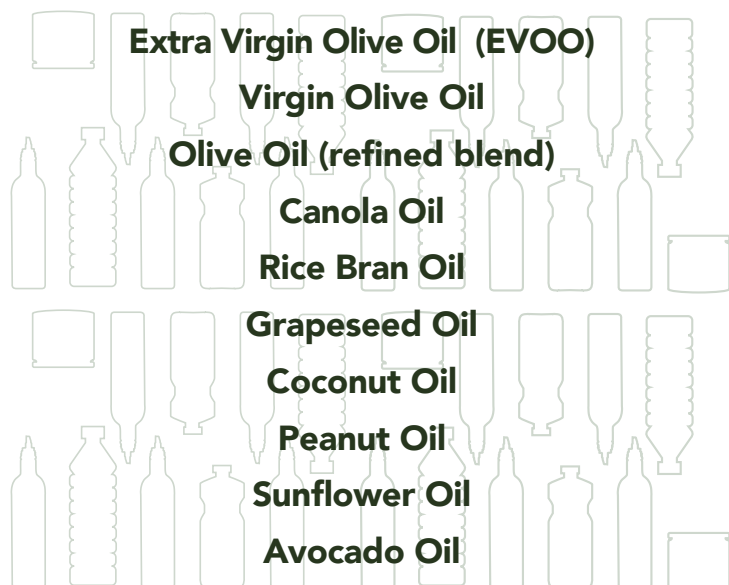 Extra Virgin Olive Oil (EVOO)
Virgin Olive Oil
Olive Oil (refined blend)
Canola Oil
Rice Bran Oil
Grapeseed Oil
Coconut Oil
Peanut Oil
Sunflower Oil
Avocado Oil